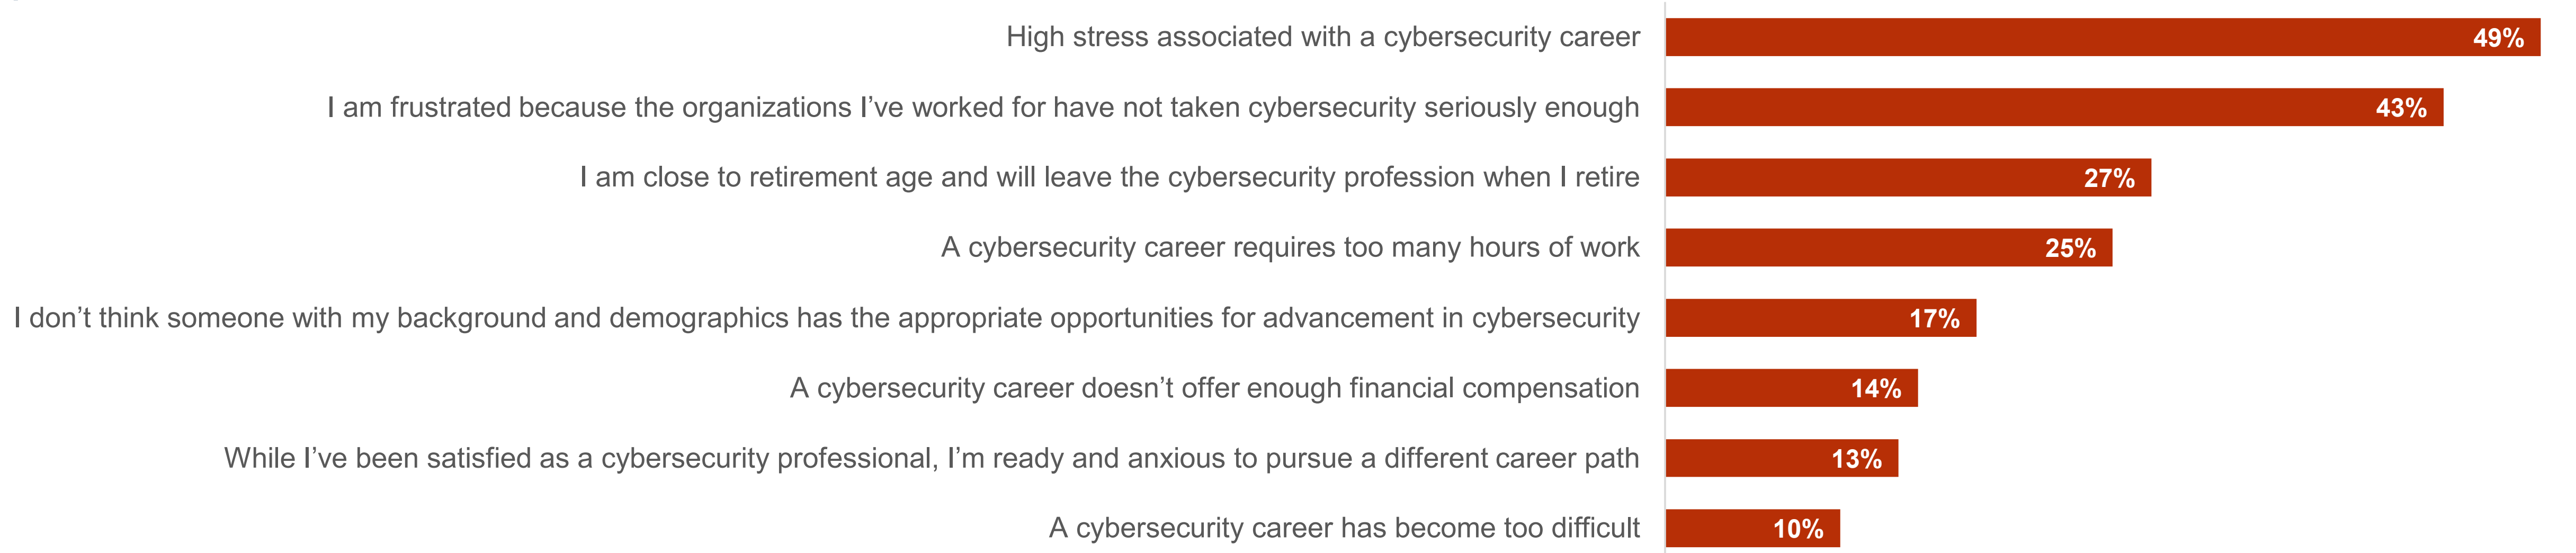 High stress associated with a cybersecurity career 49%
I am frustrated because the organizations I’ve worked for have not taken cybersecurity seriously enough 43%
I am close to retirement age and will leave the cybersecurity profession when I retire 27%
A cybersecurity career requires too many hours of work 25%
I don’t think someone with my background and demographics has the appropriate opportunities for advancement in cybersecurity 17%
A cybersecurity career doesn’t offer enough financial compensation 14%
While I’ve been satisfied as a cybersecurity professional, I’m ready and anxious to pursue a different career path 13%
A cybersecurity career has become too difficult 10%